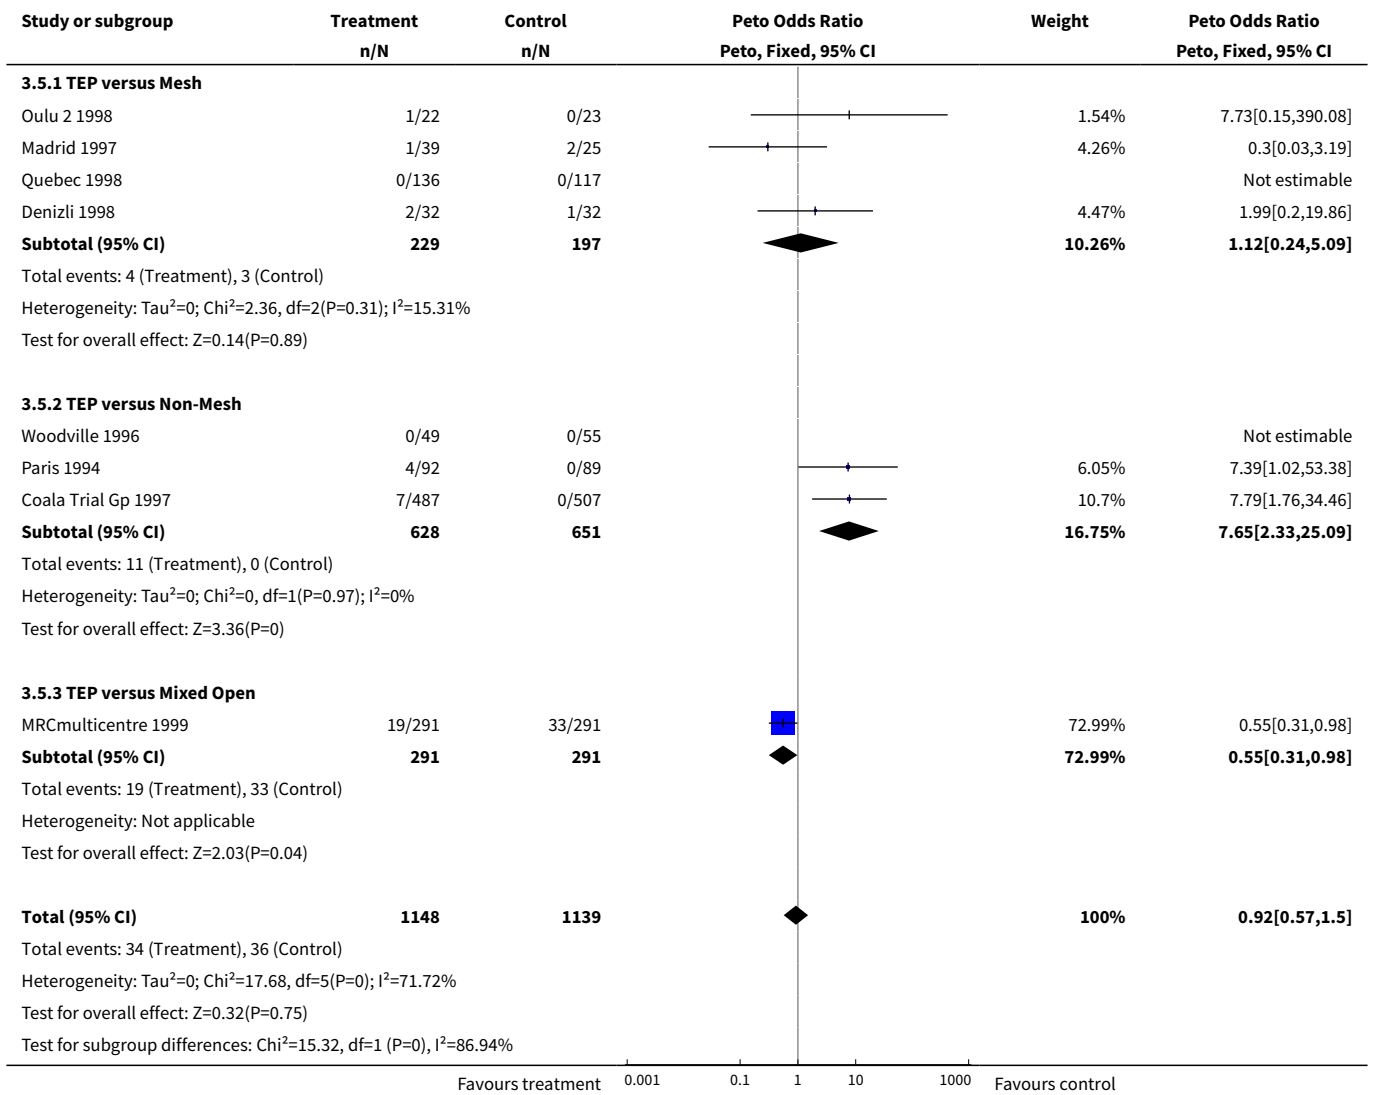 Study or subgroup Treatment Control Peto Odds Ratio Weight Peto Odds Ratio
n/N n/N Peto, Fixed, 95% CI Peto, Fixed, 95% CI
3.5.1 TEP versus Mesh
Oulu 2 1998 1/22 0/23 1.54% 7.73[0.15,390.08]
Madrid 1997 1/39 2/25 4.26% 0.3[0.03,3.19]
Quebec 1998 0/136 0/117 Not estimable
Denizli 1998 2/32 1/32 4.47% 1.99[0.2,19.86]
Subtotal (95% CI) 229 197 10.26% 1.12[0.24,5.09]
Total events: 4 (Treatment), 3 (Control)
Heterogeneity: Tau²=0; Chi²=2.36, df=2(P=0.31); I²=15.31%
Test for overall effect: Z=0.14(P=0.89)
3.5.2 TEP versus Non-Mesh
Woodville 1996 0/49 0/55 Not estimable
Paris 1994 4/92 0/89 6.05% 7.39[1.02,53.38]
Coala Trial Gp 1997 7/487 0/507 10.7% 7.79[1.76,34.46]
Subtotal (95% CI) 628 651 16.75% 7.65[2.33,25.09]
Total events: 11 (Treatment), 0 (Control)
Heterogeneity: Tau²=0; Chi²=0, df=1(P=0.97); I²=0%
Test for overall effect: Z=3.36(P=0)
3.5.3 TEP versus Mixed Open
MRCmulticentre 1999 19/291 33/291 72.99% 0.55[0.31,0.98]
Subtotal (95% CI) 291 291 72.99% 0.55[0.31,0.98]
Total events: 19 (Treatment), 33 (Control)
Heterogeneity: Not applicable
Test for overall effect: Z=2.03(P=0.04)
Total (95% CI) 1148 1139 100% 0.92[0.57,1.5]
Total events: 34 (Treatment), 36 (Control)
Heterogeneity: Tau²=0; Chi²=17.68, df=5(P=0); I²=71.72%
Test for overall effect: Z=0.32(P=0.75)
Test for subgroup differences: Chi²=15.32, df=1 (P=0), I²=86.94%
Favours treatment 0.001 0.1 1 10 1000 Favours control